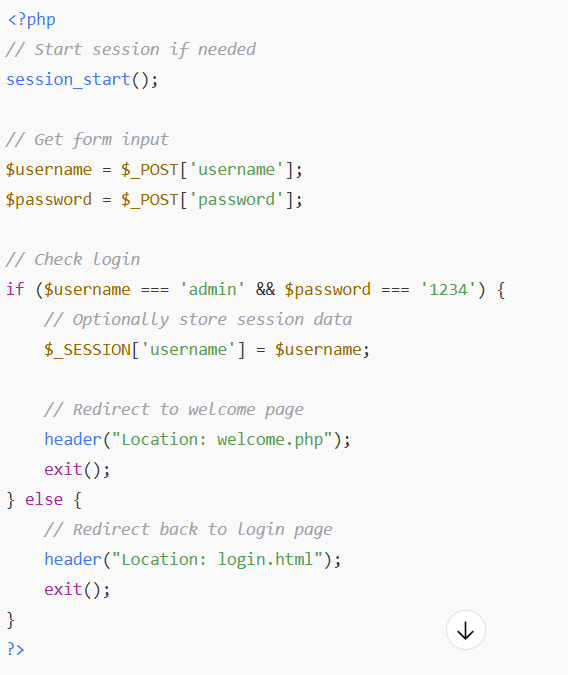 <?php
// Start session if needed
session_start();
// Get form input
$username = $_POST['username'];
$password = $_POST['password'];
// Check login
if ($username === 'admin' && $password === '1234') {
    // Optionally store session data
    $_SESSION['username'] = $username;
    // Redirect to welcome page
    header("Location: welcome.php");
    exit();
} else {
    // Redirect back to login page
    header("Location: login.html");
    exit();
}
?>